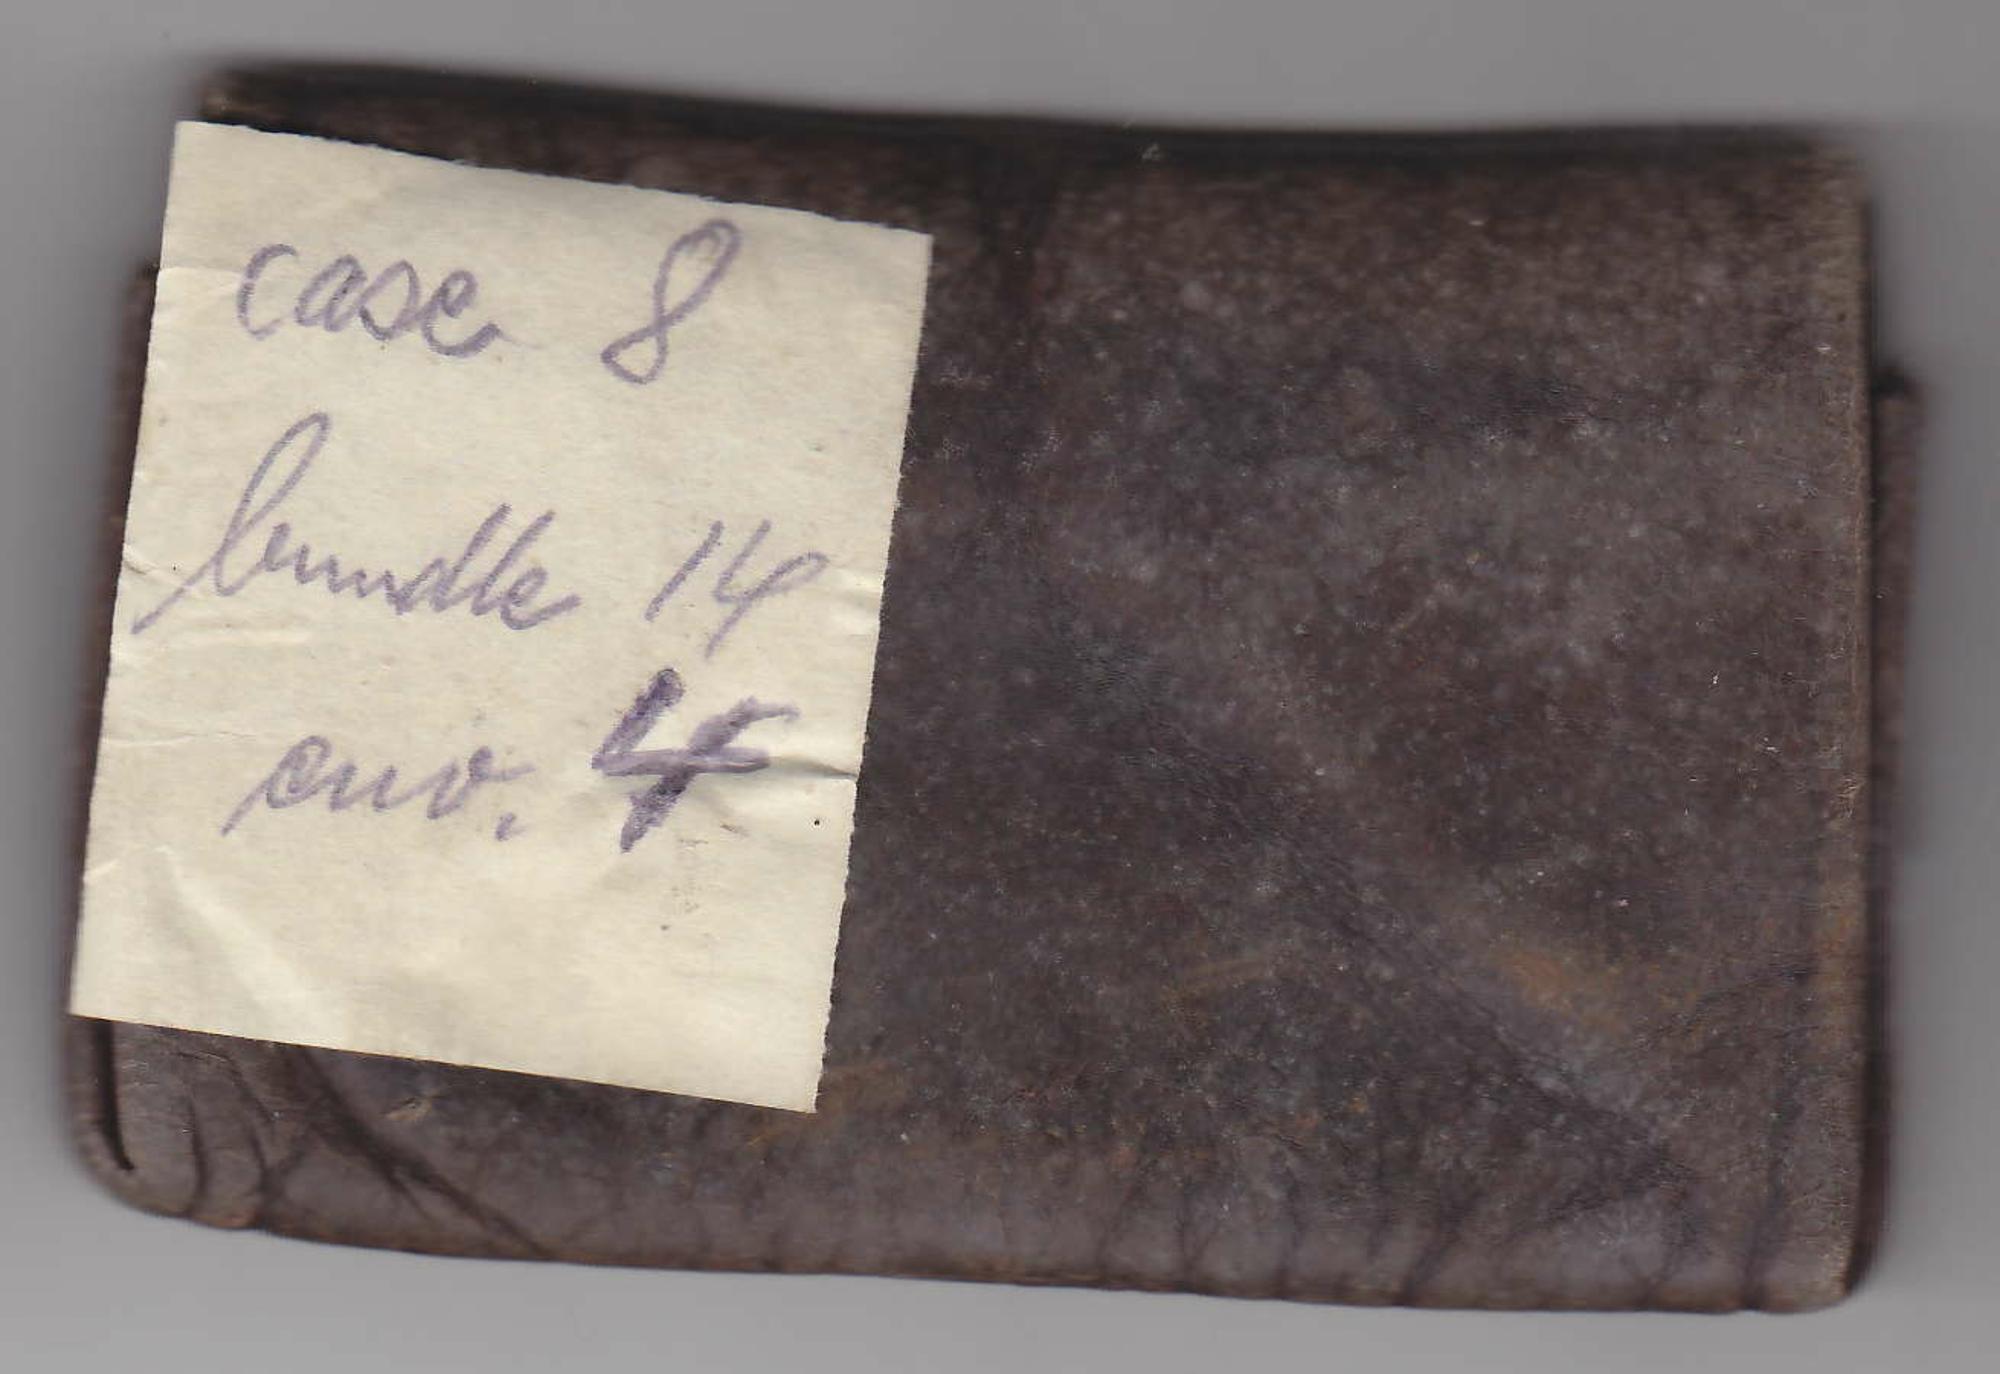 case 8
bundle 14
env. 4